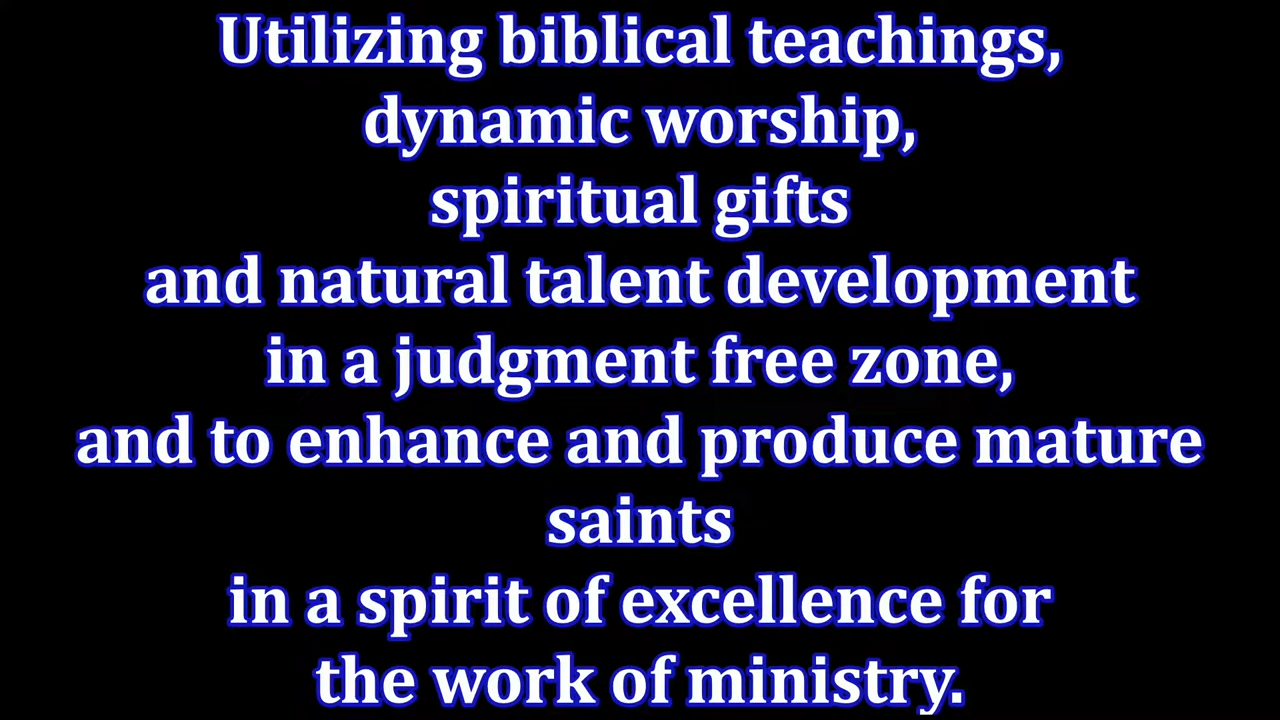 Utilizing biblical teachings,
dynamic worship,
spiritual gifts
and natural talent development
in a judgment free zone,
and to enhance and produce mature
saints
in a spirit of excellence for
the work of ministry.